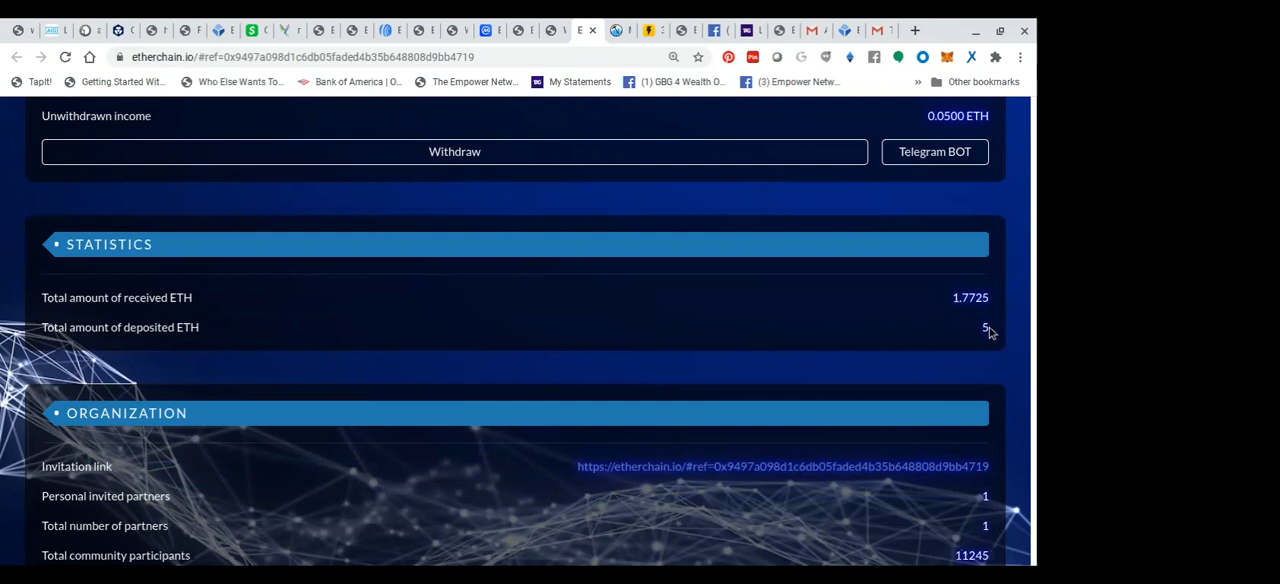 etherchain.io/#ref=0x9497a098d1c6db05faded4b35b648808d9bb4719
Tapit! Getting Started Wit... Who Else Wants To... Bank of America | O... The Empower Netw... My Statements (1) GBG 4 Wealth O... (3) Empower Netw... » Other bookmarks
Unwithdrawn income 0.0500 ETH
Withdraw Telegram BOT
STATISTICS
Total amount of received ETH 1.7725
Total amount of deposited ETH 5
ORGANIZATION
Invitation link https://etherchain.io/#ref=0x9497a098d1c6db05faded4b35b648808d9bb4719
Personal invited partners 1
Total number of partners 1
Total community participants 11245